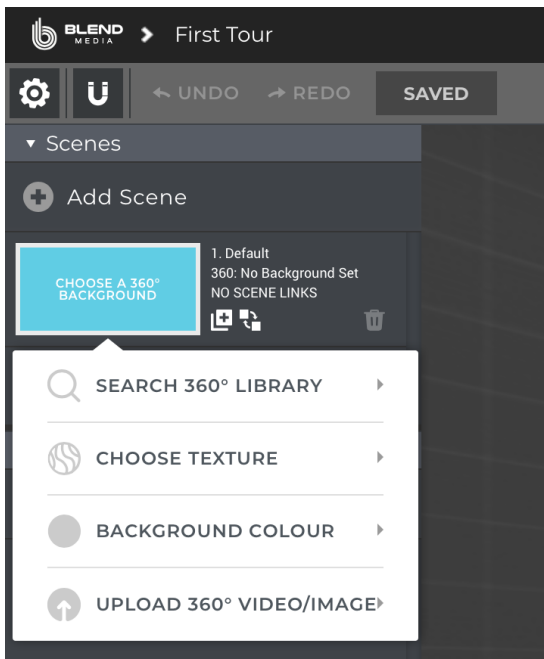 BLEND
MEDIA
First Tour
UNDO
REDO
SAVED
Scenes
Add Scene
CHOOSE A 360°
BACKGROUND
1. Default
360: No Background Set
NO SCENE LINKS
SEARCH 360° LIBRARY
CHOOSE TEXTURE
BACKGROUND COLOUR
UPLOAD 360° VIDEO/IMAGE